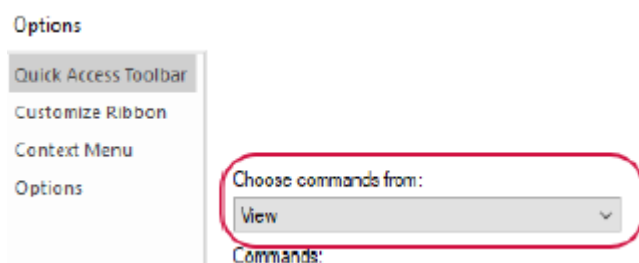 Options
Quick Access Toolbar
Customize Ribbon
Context Menu
Options
Choose commands from:
View
Commands: